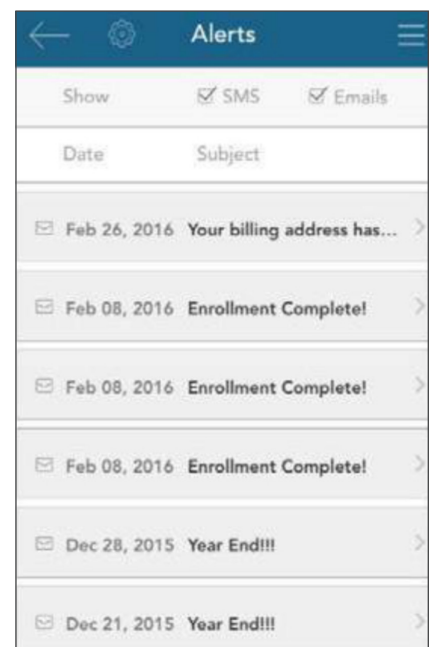 Alerts
Show SMS Emails
Date Subject
Feb 26, 2016 Your billing address has...
Feb 08, 2016 Enrollment Complete!
Feb 08, 2016 Enrollment Complete!
Feb 08, 2016 Enrollment Complete!
Dec 28, 2015 Year End!!!
Dec 21, 2015 Year End!!!